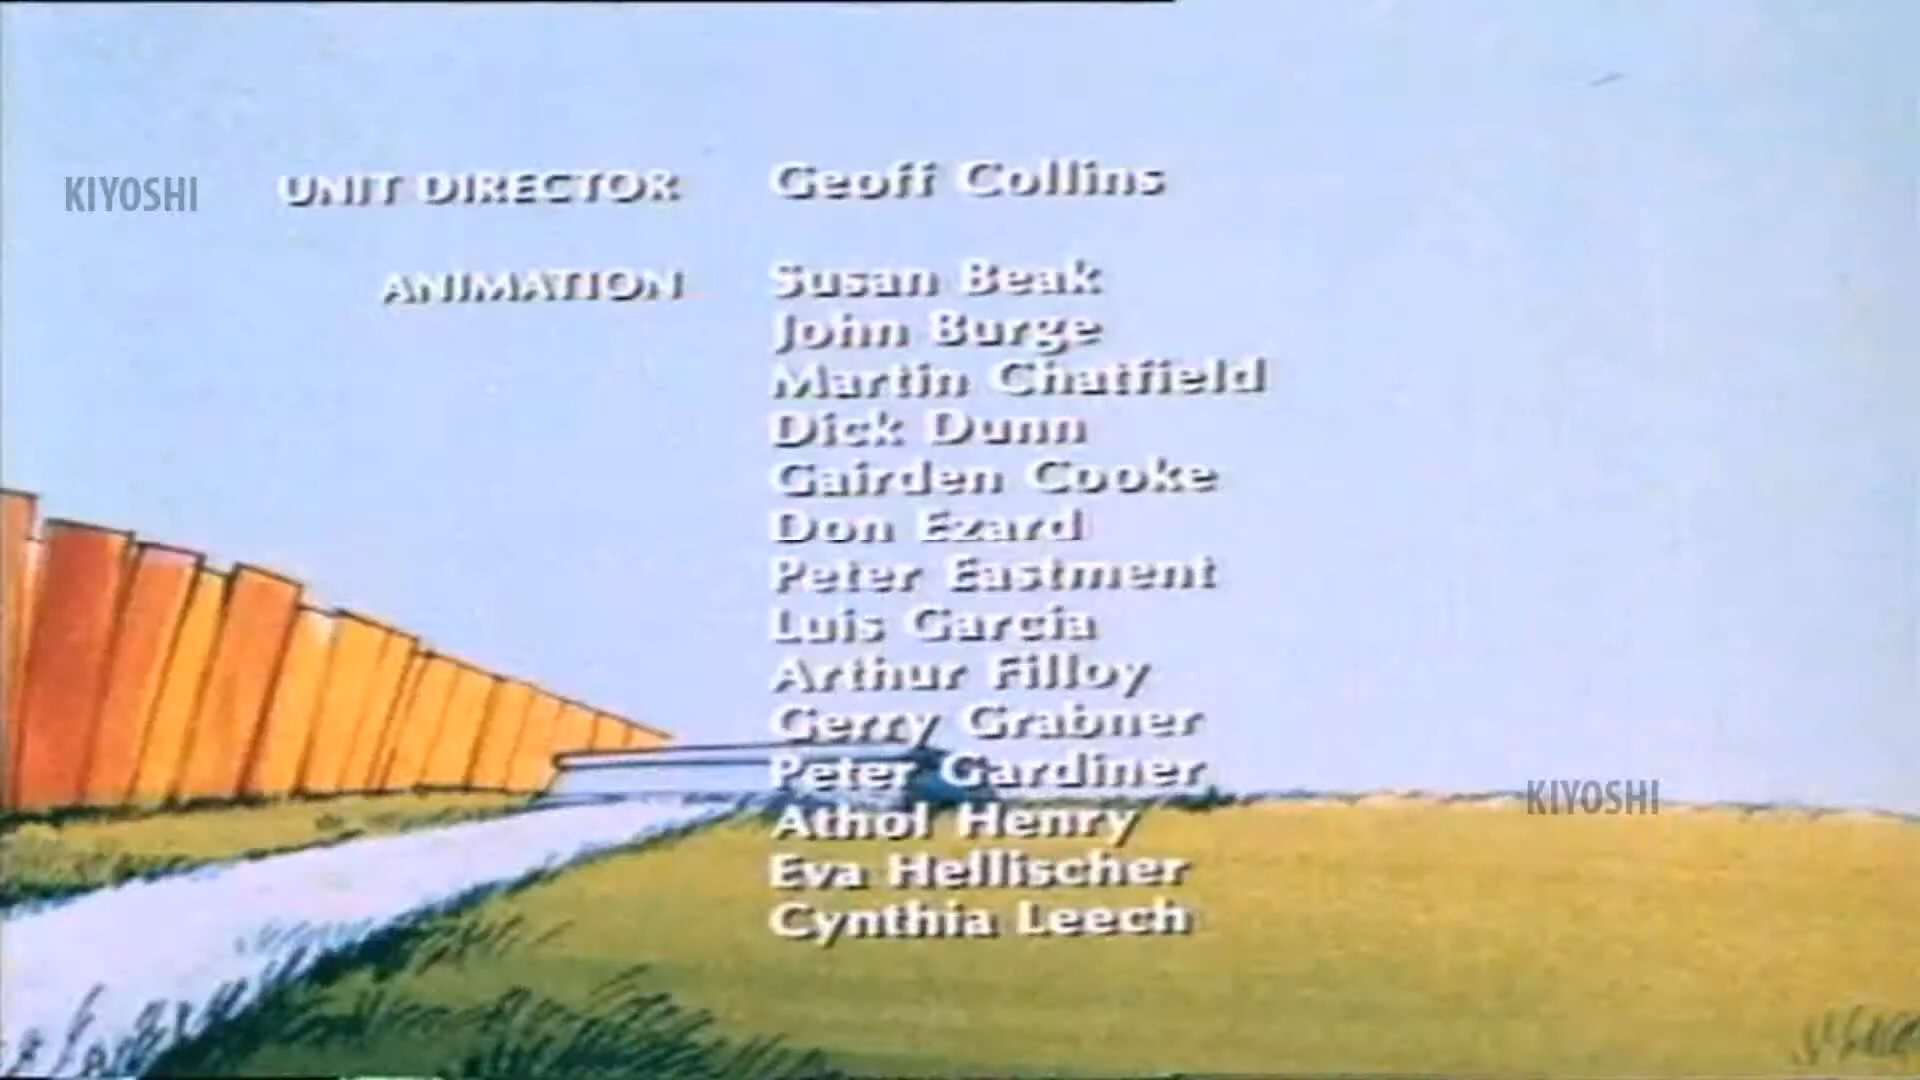 KIYOSHI
UNIT DIRECTOR Geoff Collins
ANIMATION Susan Beak
John Burge
Martin Chatfield
Dick Dunn
Gairden Cooke
Don Ezard
Peter Eastment
Luis Garcia
Arthur Filloy
Gerry Grabner
Peter Gardiner
KIYOSHI
Athol Henry
Eva Hellischer
Cynthia Leech